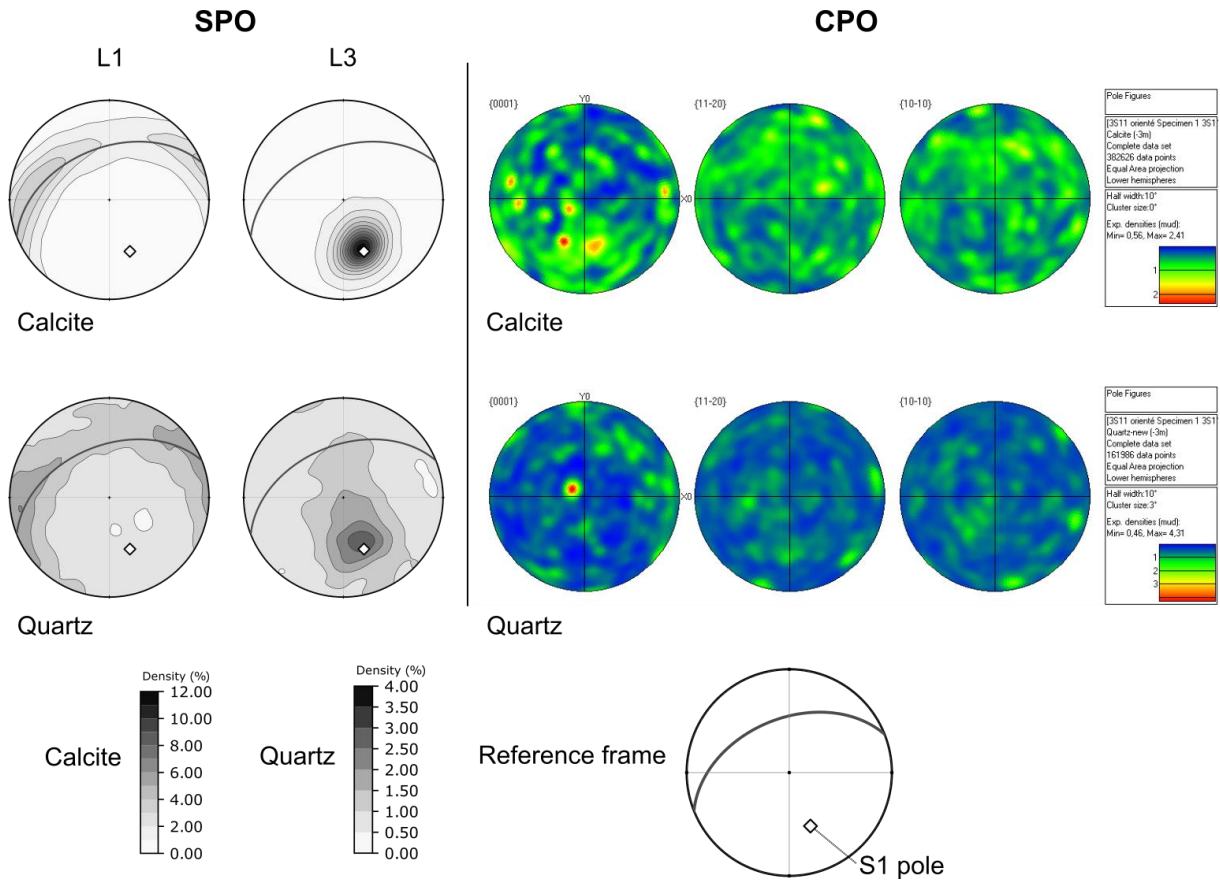 SPO
CPO
L1
L3
{0001}
Y0
{11-20}
{10-10}
X0
Pole Figures
[3S11 orienté Specimen 1 3S1
Calcite (-3m)
Complete data set
382626 data points
Equal Area projection
Lower hemispheres
Half width:10°
Cluster size:0°
Exp. densities (mud):
Min= 0,56, Max= 2,41
1
2
Calcite
Calcite
{0001}
Y0
{11-20}
{10-10}
X0
Pole Figures
[3S11 orienté Specimen 1 3S1
Quartz-new (-3m)
Complete data set
161986 data points
Equal Area projection
Lower hemispheres
Half width:10°
Cluster size:3°
Exp. densities (mud):
Min= 0,46, Max= 4,31
1
2
3
Quartz
Quartz
Density (%)
12.00
10.00
8.00
6.00
4.00
2.00
0.00
Calcite
Density (%)
4.00
3.50
3.00
2.50
2.00
1.50
1.00
0.50
0.00
Quartz
Reference frame
S1 pole